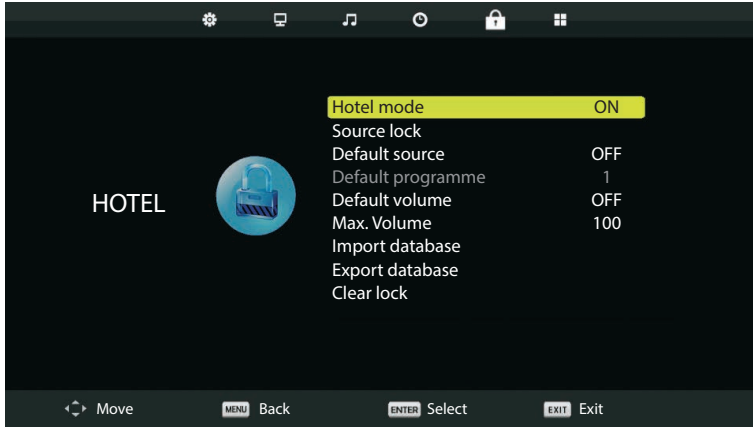 Hotel mode ON
Source lock
Default source OFF
Default programme 1
HOTEL
Default volume OFF
Max. Volume 100
Import database
Export database
Clear lock
Move MENU Back ENTER Select EXIT Exit